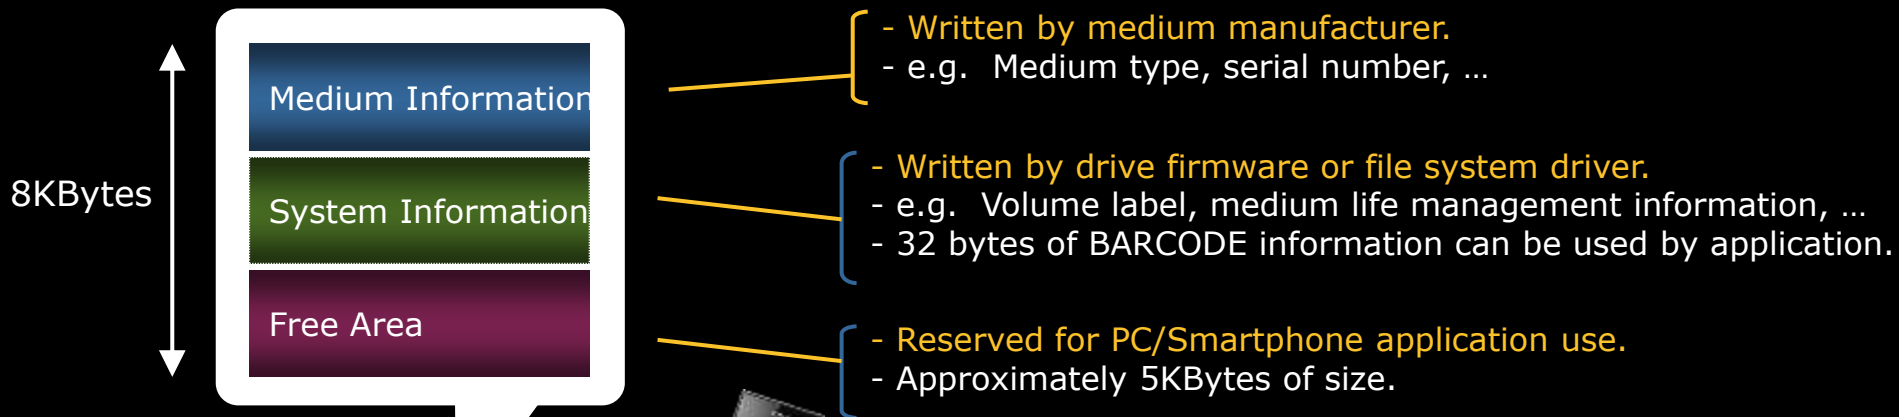 8KBytes
Medium Information
System Information
Free Area
- Written by medium manufacturer.
- e.g. Medium type, serial number, …
- Written by drive firmware or file system driver.
- e.g. Volume label, medium life management information, …
- 32 bytes of BARCODE information can be used by application.
- Reserved for PC/Smartphone application use.
- Approximately 5KBytes of size.